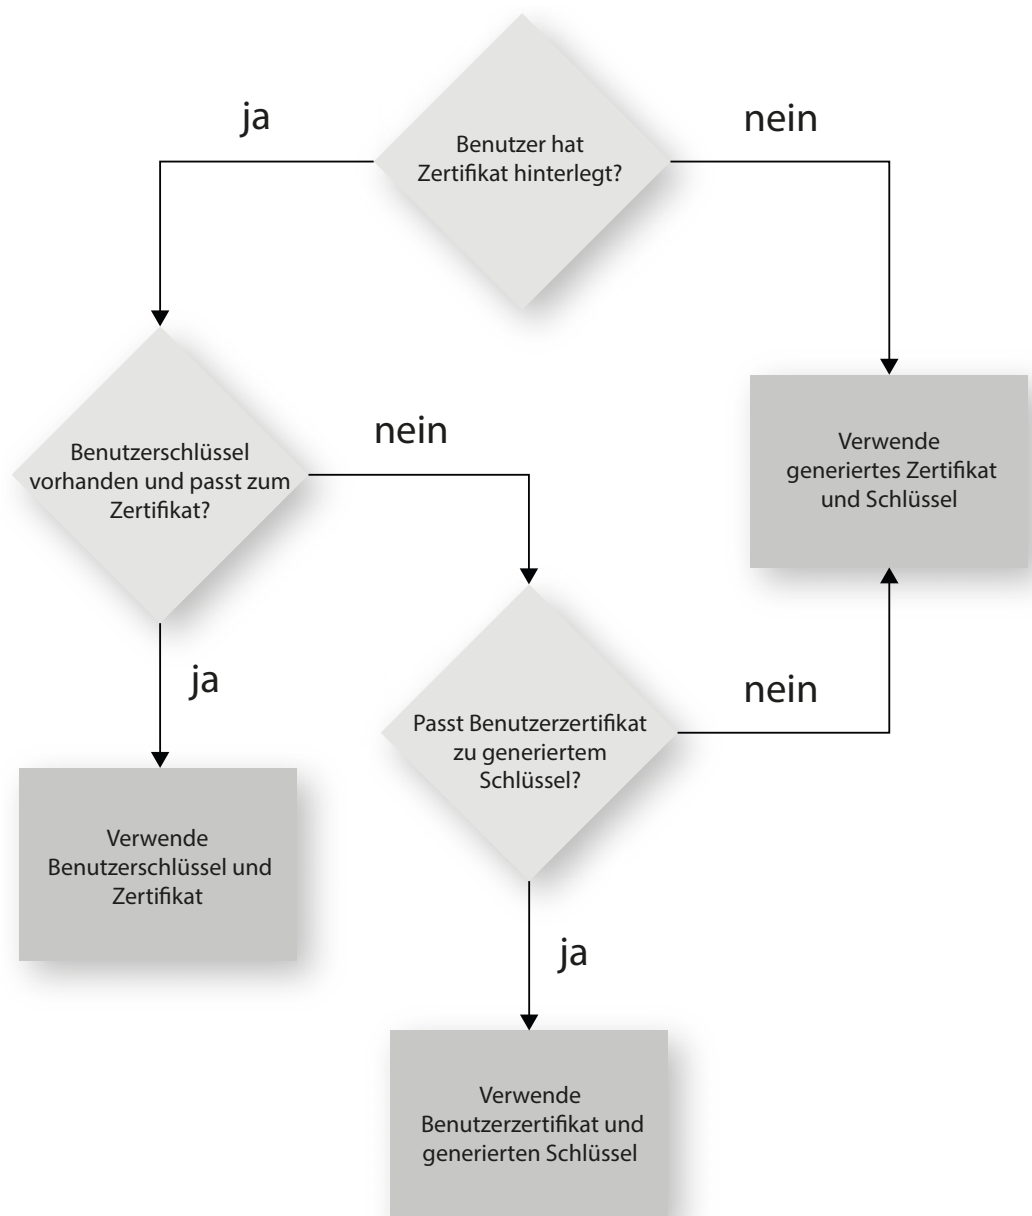 ja
nein
Benutzer hat
Zertifikat hinterlegt?
nein
Benutzerschlüssel
vorhanden und passt zum
Zertifikat?
Verwende
generiertes Zertifikat
und Schlüssel
ja
nein
Passt Benutzerzertifikat
zu generiertem
Schlüssel?
Verwende
Benutzerschlüssel und
Zertifikat
ja
Verwende
Benutzerzertifikat und
generierten Schlüssel